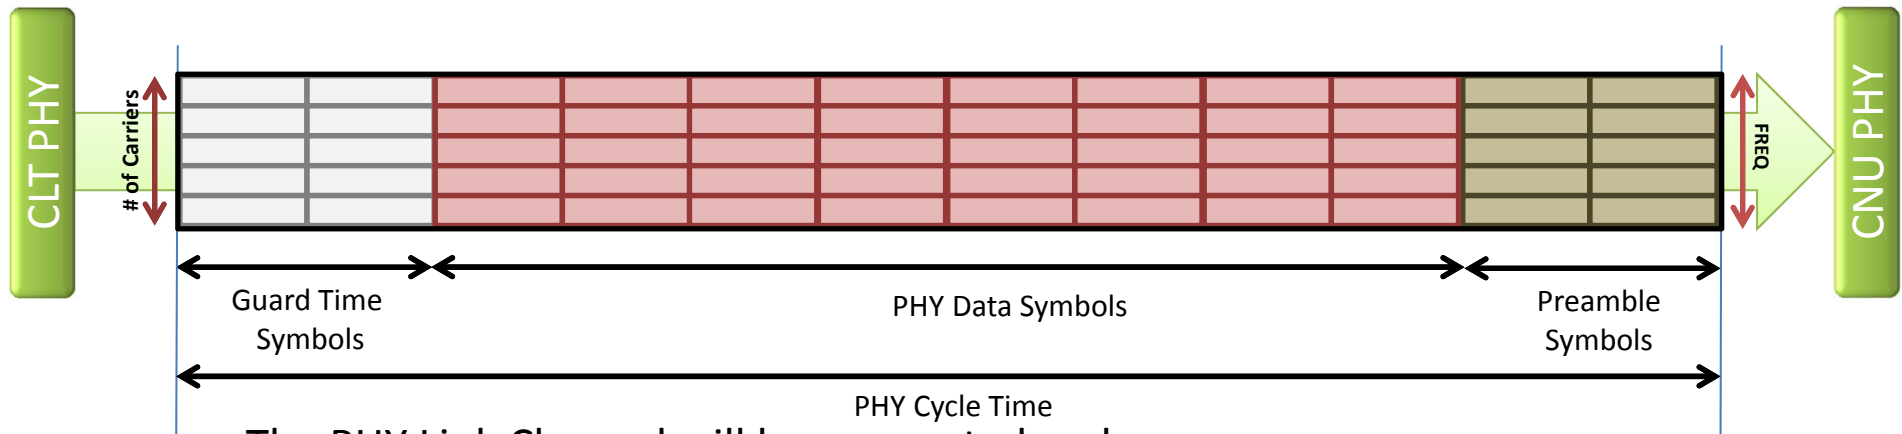 CLT PHY
# of Carriers
FREQ
CNU PHY
Guard Time
Symbols
PHY Data Symbols
Preamble
Symbols
PHY Cycle Time